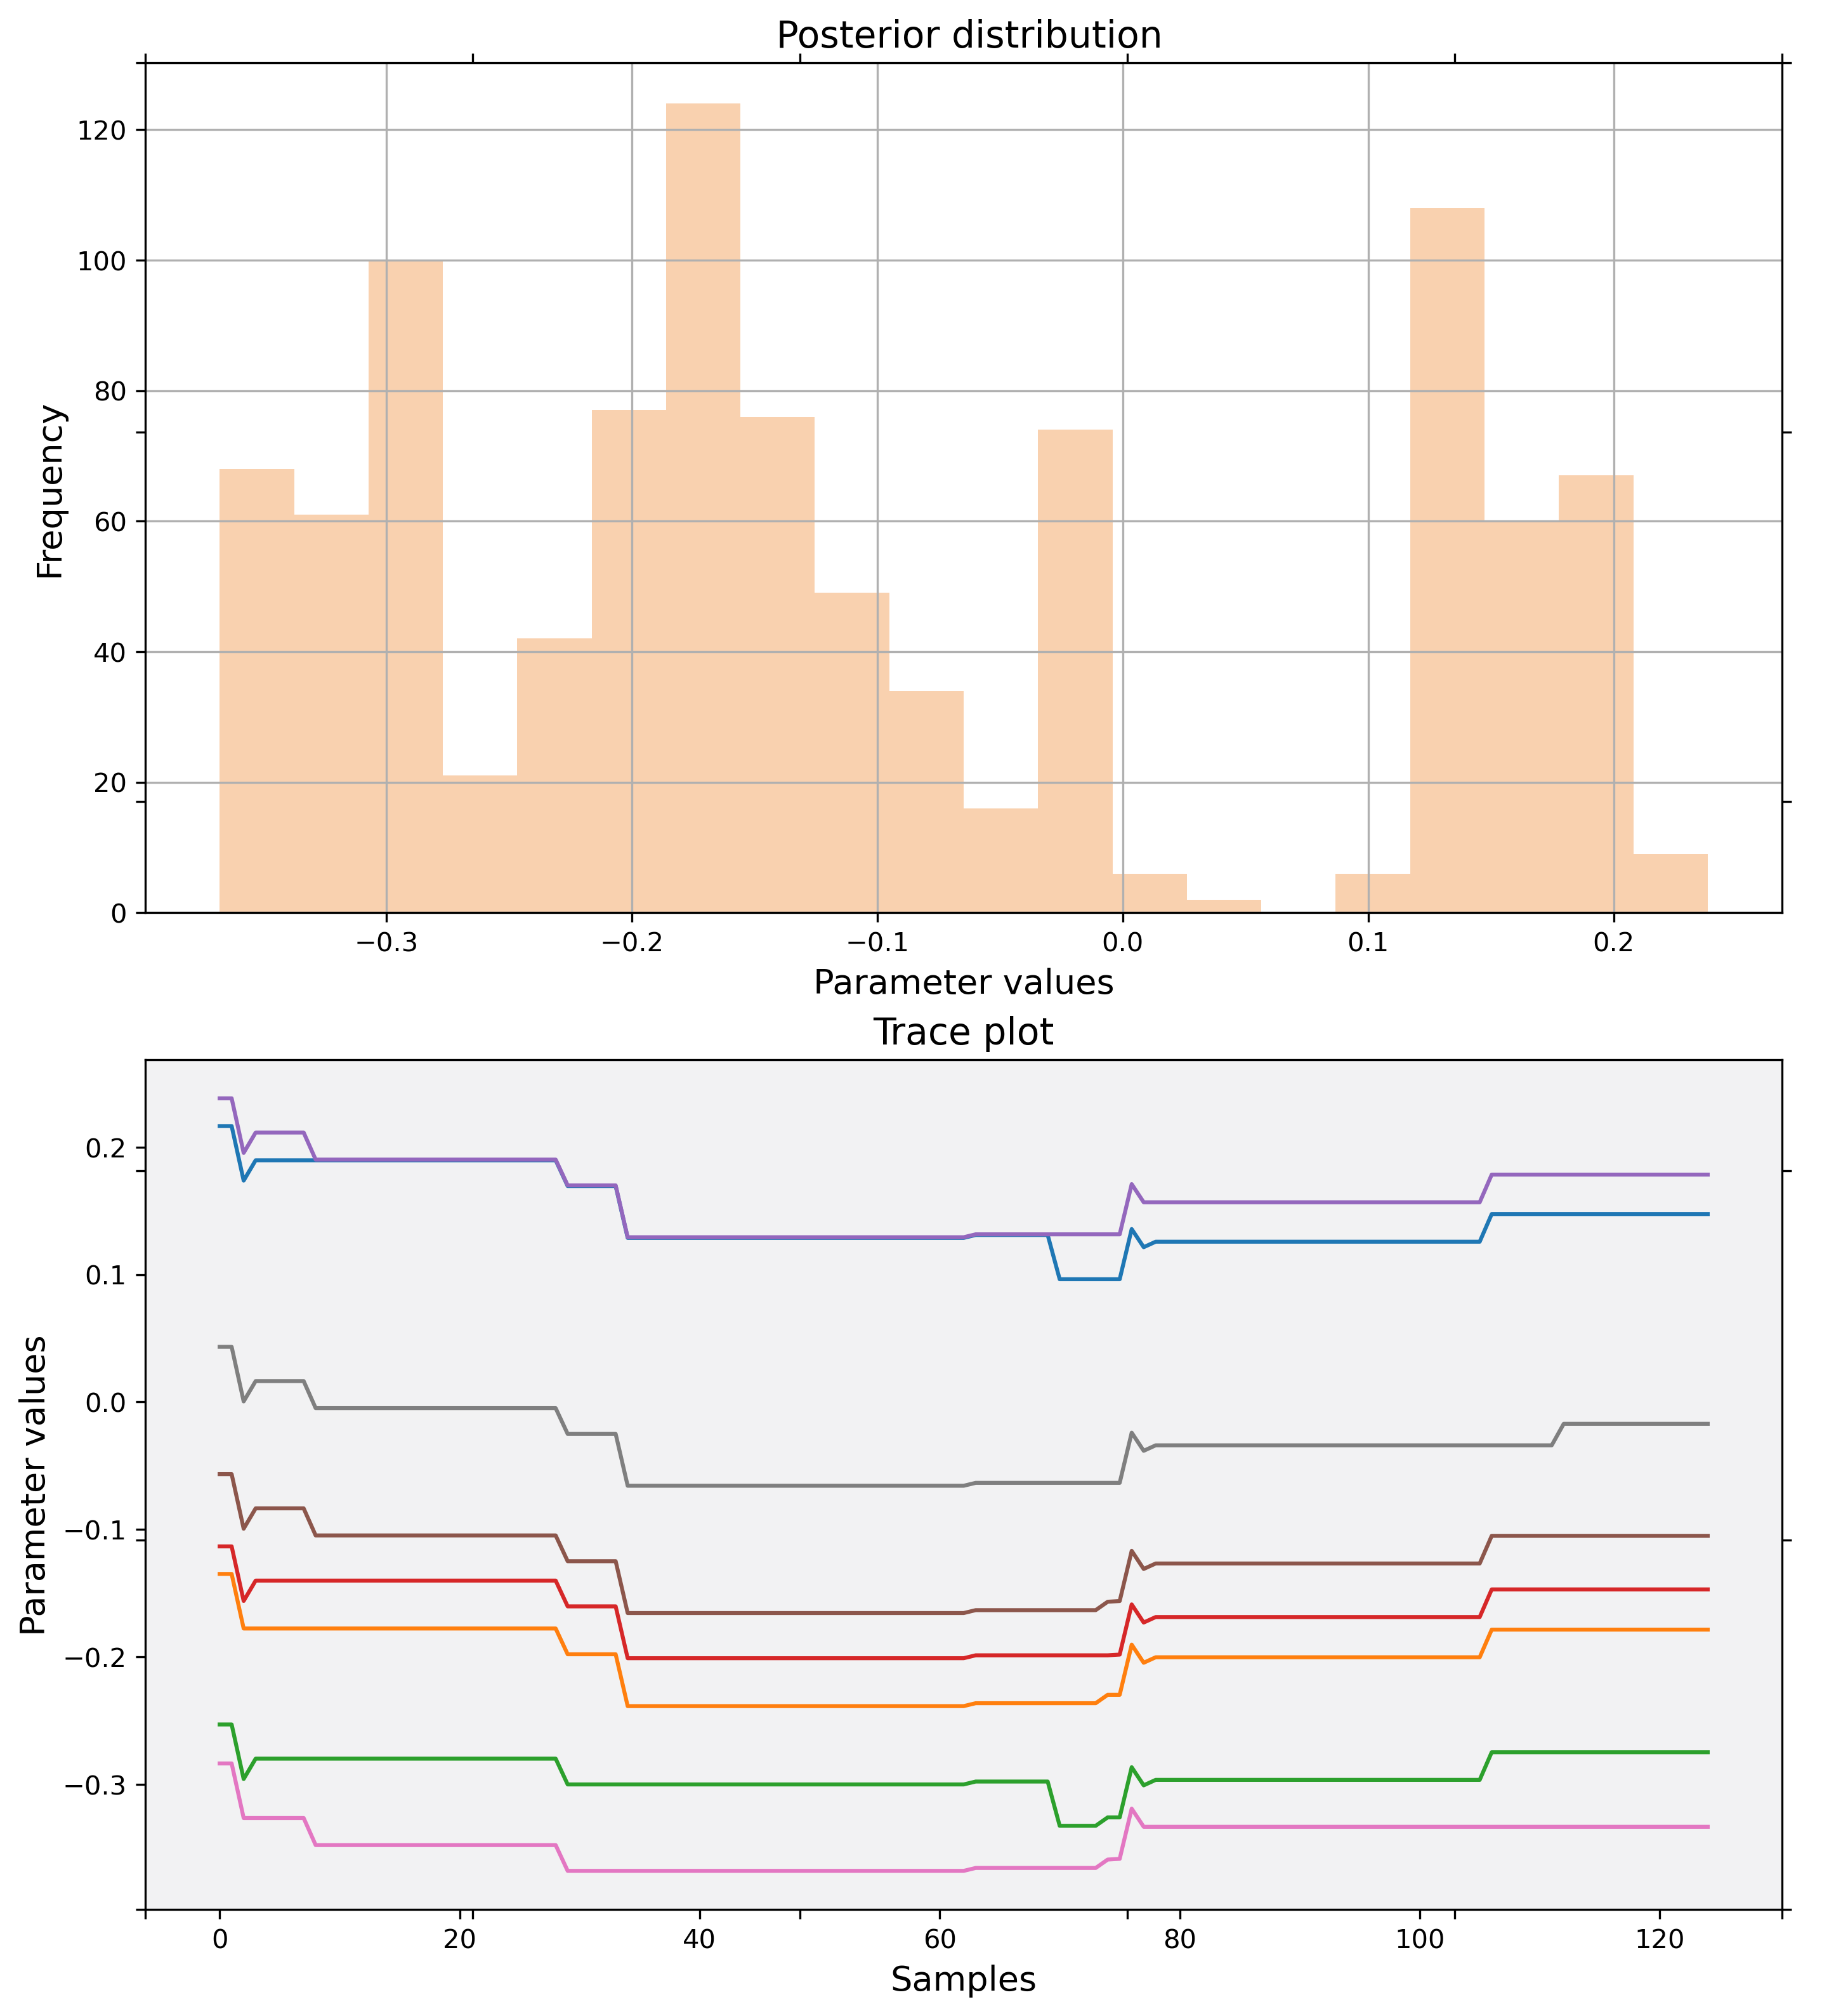 Posterior distribution
120
100
80
60
40
20
0
Frequency
−0.3 −0.2 −0.1 0.0 0.1 0.2
Parameter values
Trace plot
0.2
0.1
0.0
−0.1
−0.2
−0.3
Parameter values
0 20 40 60 80 100 120
Samples